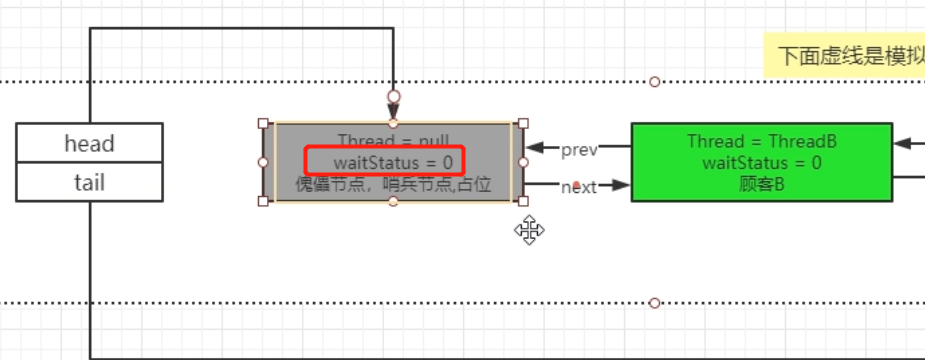 下面虚线是模拟
head
tail
Thread = null
waitStatus = 0
傀儡节点，哨兵节点,占位
prev
next
Thread = ThreadB
waitStatus = 0
顾客B